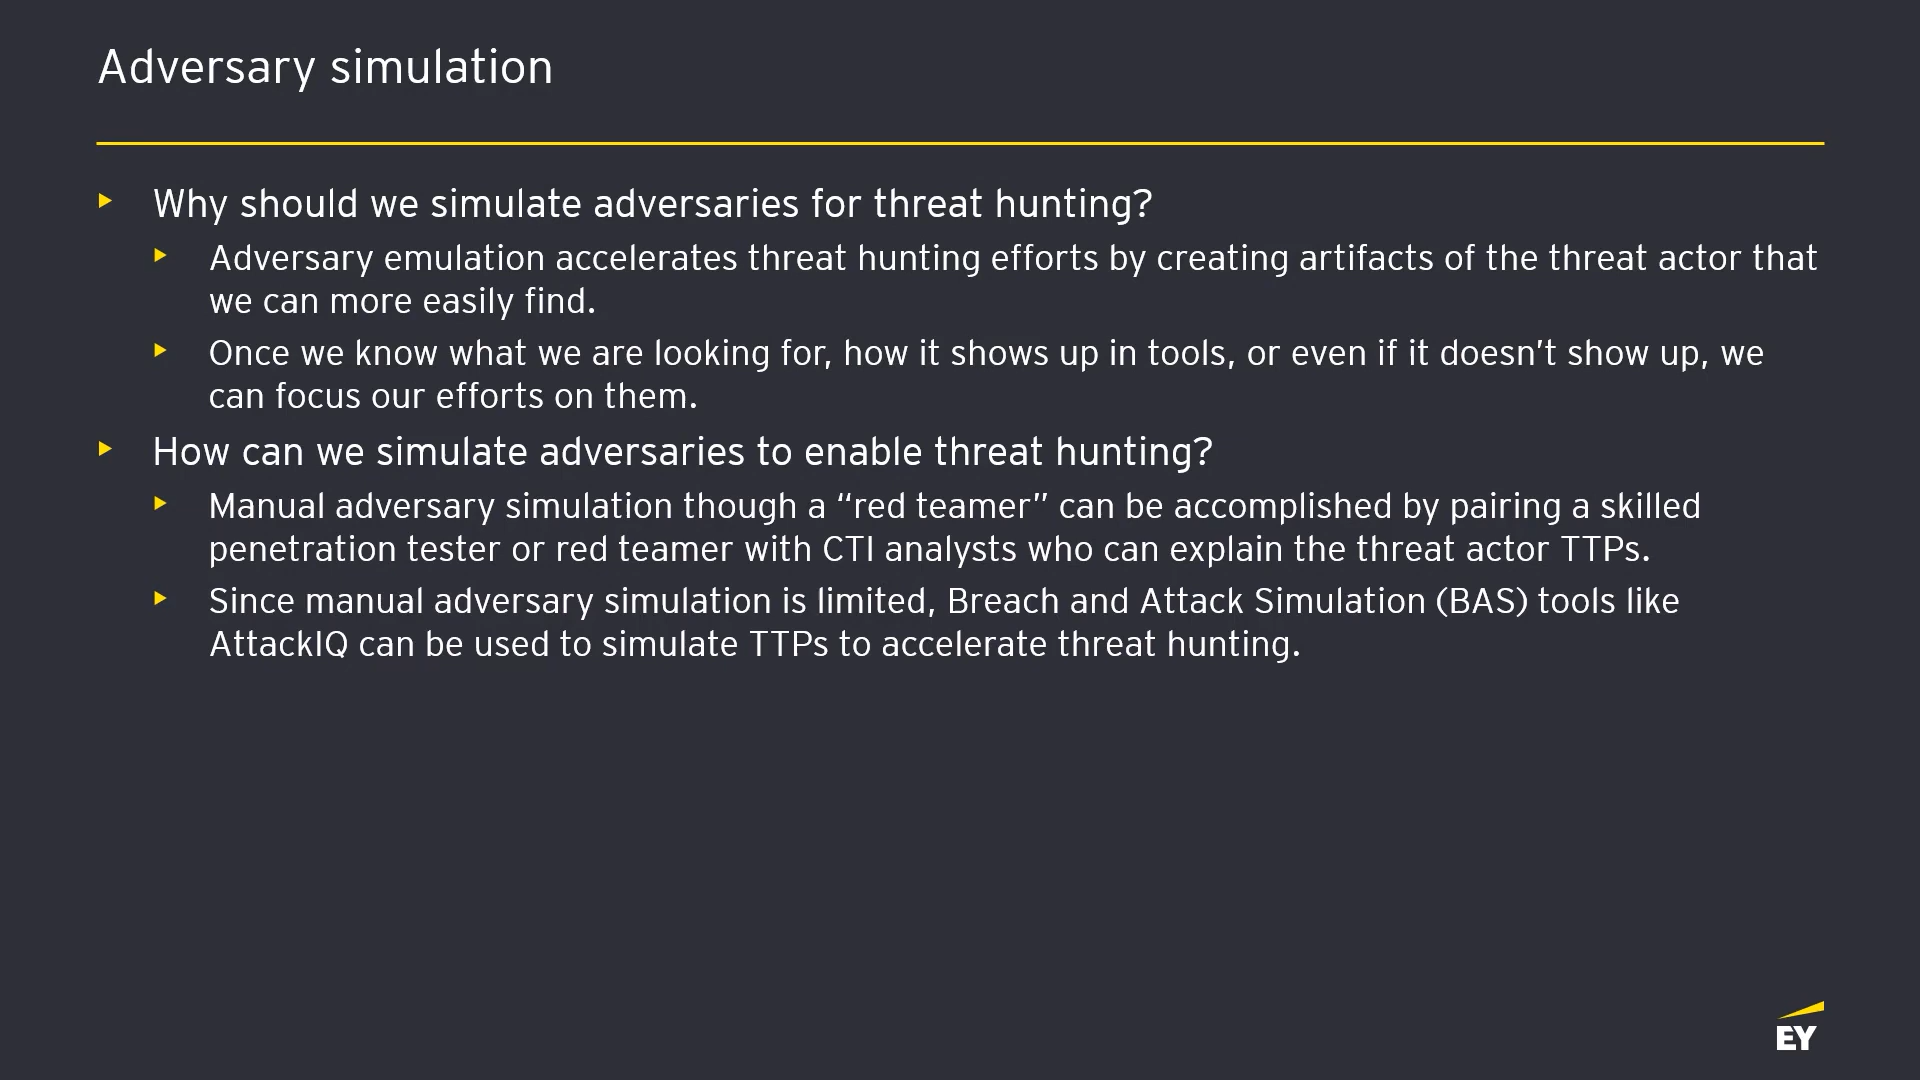 Adversary simulation
Why should we simulate adversaries for threat hunting?
Adversary emulation accelerates threat hunting efforts by creating artifacts of the threat actor that
we can more easily find.
Once we know what we are looking for, how it shows up in tools, or even if it doesn’t show up, we
can focus our efforts on them.
How can we simulate adversaries to enable threat hunting?
Manual adversary simulation though a “red teamer” can be accomplished by pairing a skilled
penetration tester or red teamer with CTI analysts who can explain the threat actor TTPs.
Since manual adversary simulation is limited, Breach and Attack Simulation (BAS) tools like
AttackIQ can be used to simulate TTPs to accelerate threat hunting.
EY